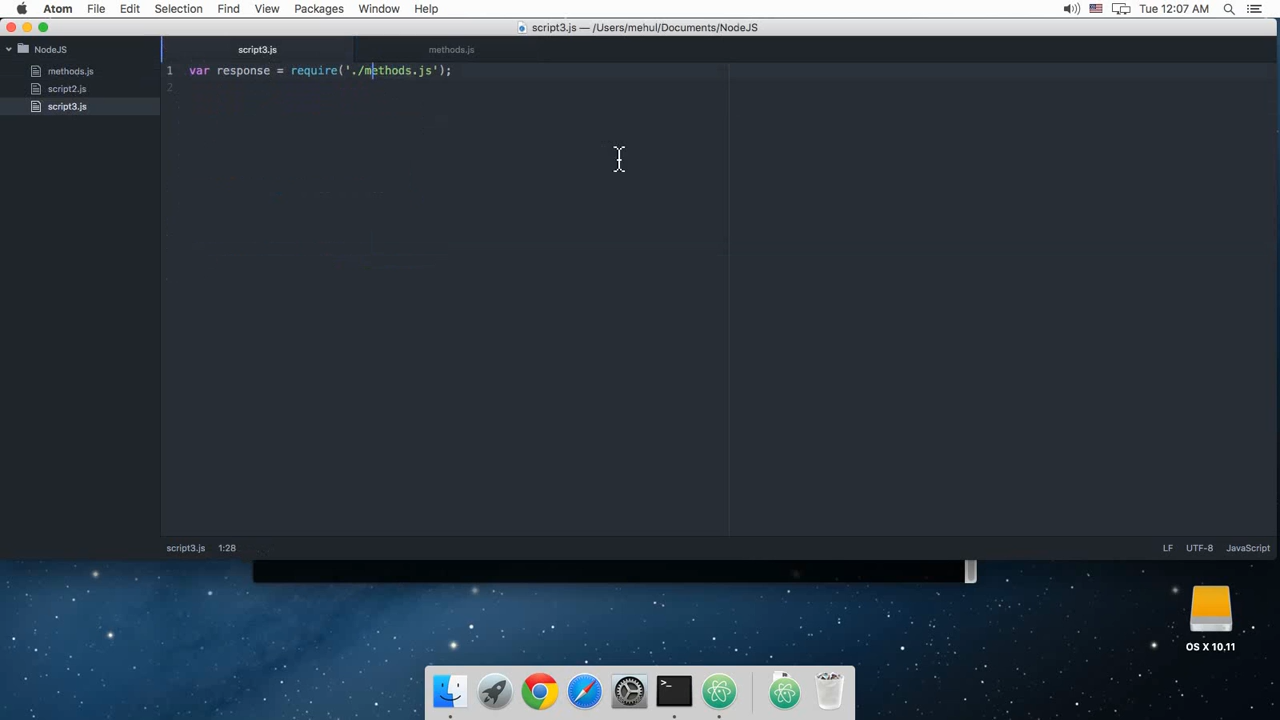 Atom File Edit Selection Find View Packages Window Help Tue 12:07 AM
script3.js — /Users/mehul/Documents/NodeJS
NodeJS
methods.js
script2.js
script3.js
script3.js methods.js
1 var response = require('./methods.js');
2
script3.js 1:28 LF UTF-8 JavaScript
OS X 10.11